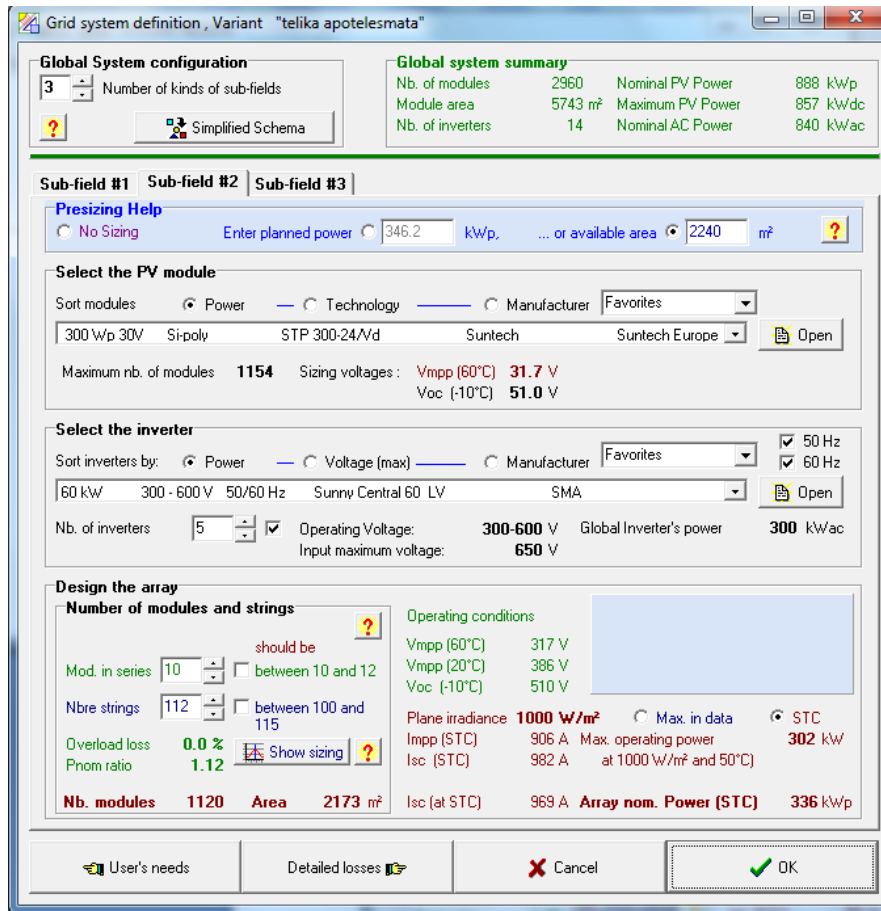 Grid system definition , Variant "telika apotelesmata"
Global System configuration
3 Number of kinds of sub-fields
? Simplified Schema
Global system summary
Nb. of modules 2960 Nominal PV Power 888 kWp
Module area 5743 m² Maximum PV Power 857 kWdc
Nb. of inverters 14 Nominal AC Power 840 kWac
Sub-field #1 Sub-field #2 Sub-field #3
Presizing Help
No Sizing Enter planned power 346.2 kWp, ... or available area 2240 m² ?
Select the PV module
Sort modules Power Technology Manufacturer Favorites
300 Wp 30V Si-poly STP 300-24/Vd Suntech Suntech Europe Open
Maximum nb. of modules 1154 Sizing voltages : Vmpp (60°C) 31.7 V
Voc (-10°C) 51.0 V
Select the inverter
50 Hz
Sort inverters by: Power Voltage (max) Manufacturer Favorites 60 Hz
60 kW 300 - 600 V 50/60 Hz Sunny Central 60 LV SMA Open
Nb. of inverters 5 Operating Voltage: 300-600 V Global Inverter's power 300 kWac
Input maximum voltage: 650 V
Design the array
Number of modules and strings
?
should be
Mod. in series 10 between 10 and 12
Nbre strings 112 between 100 and
115
Overload loss 0.0 % Show sizing ?
Pnom ratio 1.12
Nb. modules 1120 Area 2173 m²
Operating conditions
Vmpp (60°C) 317 V
Vmpp (20°C) 386 V
Voc (-10°C) 510 V
Plane irradiance 1000 W/m² Max. in data STC
Impp (STC) 906 A Max. operating power 302 kW
Isc (STC) 982 A at 1000 W/m² and 50°C)
Isc (at STC) 969 A Array nom. Power (STC) 336 kWp
User's needs Detailed losses Cancel OK